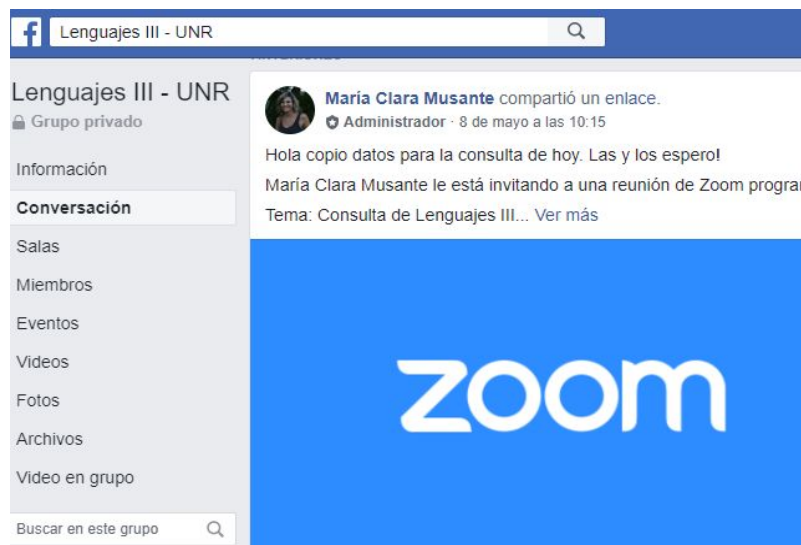 f Lenguajes III - UNR
Lenguajes III - UNR
Grupo privado
Información
Conversación
Salas
Miembros
Eventos
Videos
Fotos
Archivos
Video en grupo
Buscar en este grupo
María Clara Musante compartió un enlace.
Administrador · 8 de mayo a las 10:15
Hola copio datos para la consulta de hoy. Las y los espero!
María Clara Musante le está invitando a una reunión de Zoom
Tema: Consulta de Lenguajes III... Ver más
zoom